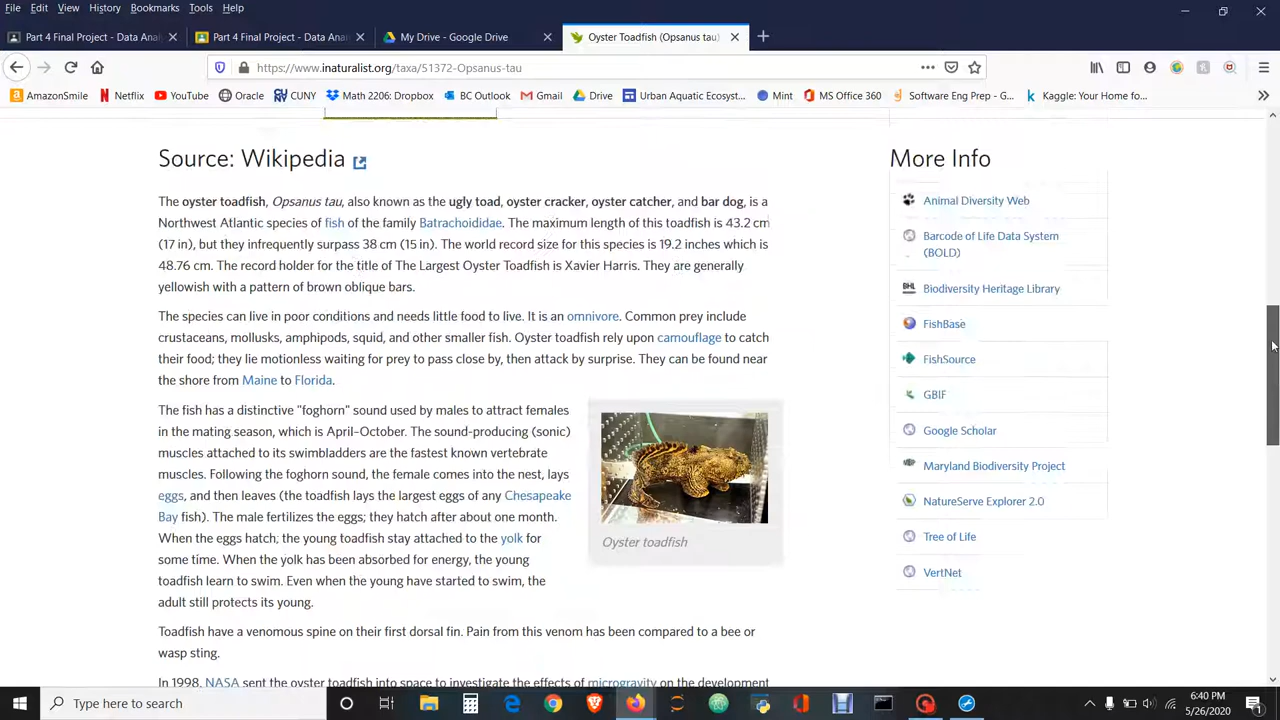 File Edit View History Bookmarks Tools Help
Part 4 Final Project - Data Anal Part 4 Final Project - Data Anal My Drive - Google Drive Oyster Toadfish (Opsanus tau)
https://www.inaturalist.org/taxa/51372-Opsanus-tau
AmazonSmile Netflix YouTube Oracle CUNY Math 2206: Dropbox BC Outlook Gmail Drive Urban Aquatic Ecosyst... Mint MS Office 360 Software Eng Prep - G... Kaggle: Your Home fo...
Source: Wikipedia
The oyster toadfish, Opsanus tau, also known as the ugly toad, oyster cracker, oyster catcher, and bar dog, is a
Northwest Atlantic species of fish of the family Batrachoididae. The maximum length of this toadfish is 43.2 cm
(17 in), but they infrequently surpass 38 cm (15 in). The world record size for this species is 19.2 inches which is
48.76 cm. The record holder for the title of The Largest Oyster Toadfish is Xavier Harris. They are generally
yellowish with a pattern of brown oblique bars.
The species can live in poor conditions and needs little food to live. It is an omnivore. Common prey include
crustaceans, mollusks, amphipods, squid, and other smaller fish. Oyster toadfish rely upon camouflage to catch
their food; they lie motionless waiting for prey to pass close by, then attack by surprise. They can be found near
the shore from Maine to Florida.
The fish has a distinctive "foghorn" sound used by males to attract females
in the mating season, which is April–October. The sound-producing (sonic)
muscles attached to its swimbladders are the fastest known vertebrate
muscles. Following the foghorn sound, the female comes into the nest, lays
eggs, and then leaves (the toadfish lays the largest eggs of any Chesapeake
Bay fish). The male fertilizes the eggs; they hatch after about one month.
When the eggs hatch, the young toadfish stay attached to the yolk for
some time. When the yolk has been absorbed for energy, the young
toadfish learn to swim. Even when the young have started to swim, the
adult still protects its young.
Oyster toadfish
Toadfish have a venomous spine on their first dorsal fin. Pain from this venom has been compared to a bee or
wasp sting.
In 1998, NASA sent the oyster toadfish into space to investigate the effects of microgravity on the development
More Info
Animal Diversity Web
Barcode of Life Data System
(BOLD)
BHL Biodiversity Heritage Library
FishBase
FishSource
GBIF
Google Scholar
Maryland Biodiversity Project
NatureServe Explorer 2.0
Tree of Life
VertNet
Type here to search
6:40 PM
5/26/2020